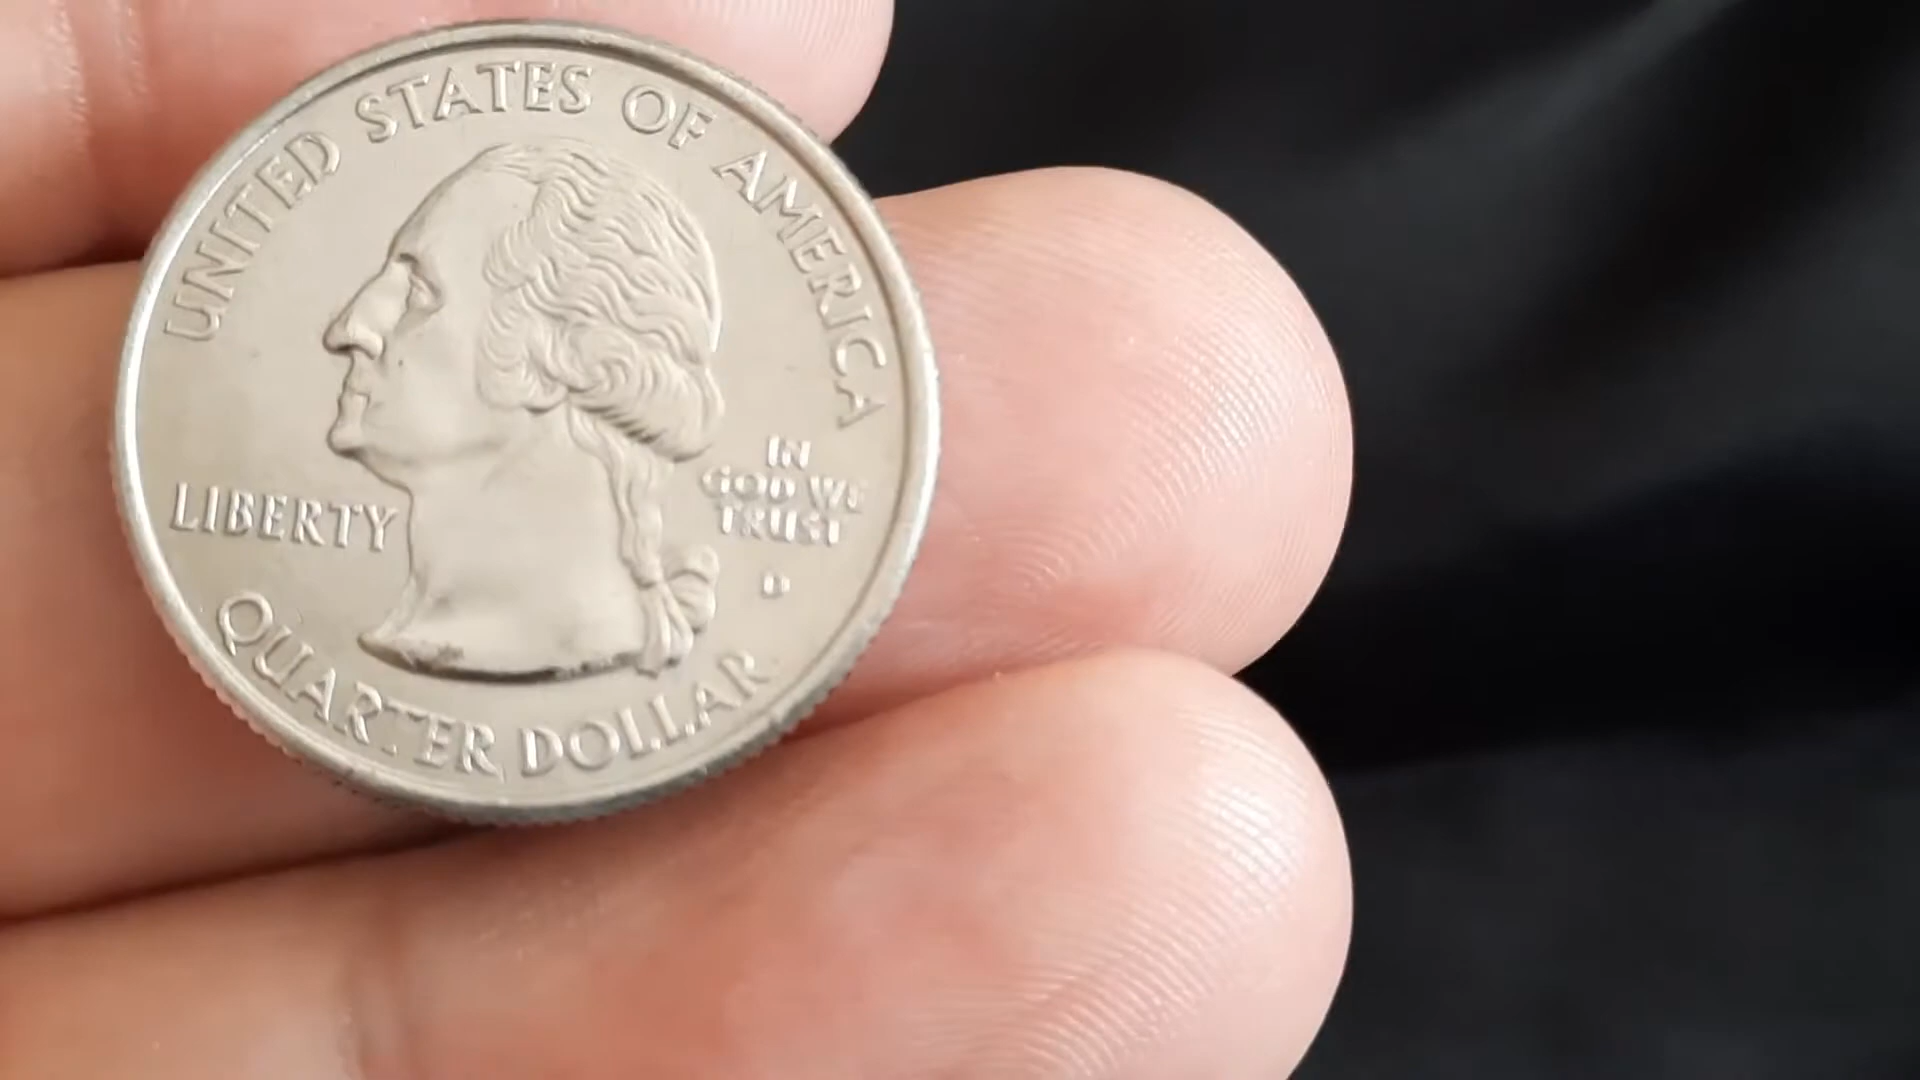 UNITED STATES OF AMERICA
LIBERTY
IN
GOD WE
TRUST
D
QUARTER DOLLAR